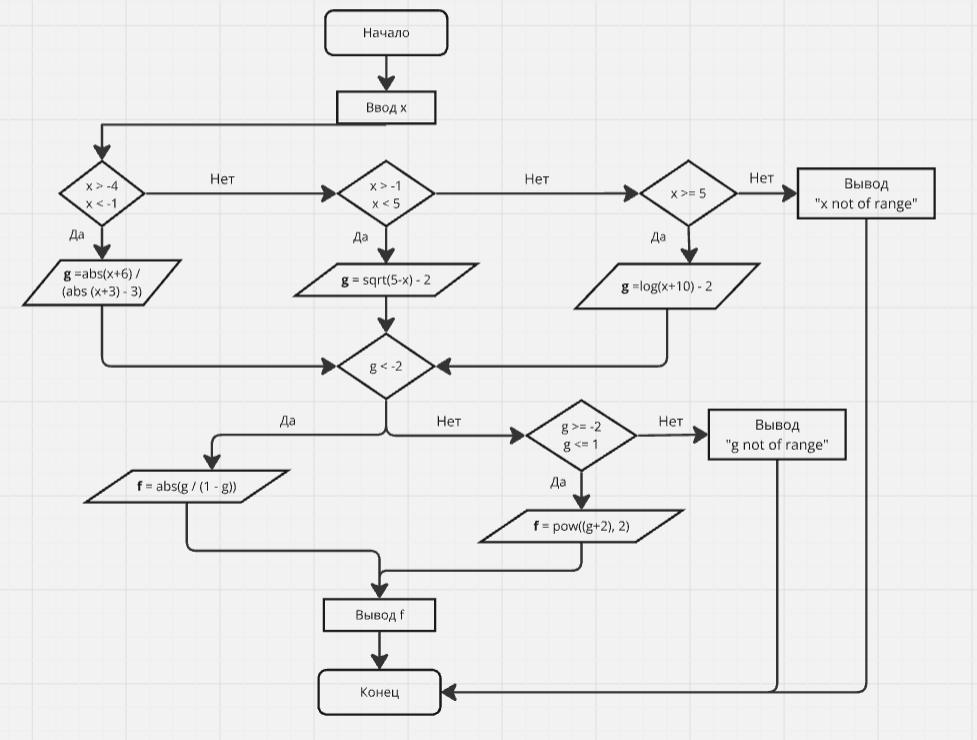 Начало
Ввод x
x > -4
x < -1
Нет
x > -1
x < 5
Нет
x >= 5
Нет
Вывод
"x not of range"
Да
Да
Да
g =abs(x+6) /
(abs (x+3) - 3)
g = sqrt(5-x) - 2
g =log(x+10) - 2
g < -2
Да
Нет
g >= -2
g <= 1
Нет
Вывод
"g not of range"
Да
f = abs(g / (1 - g))
f = pow((g+2), 2)
Вывод f
Конец